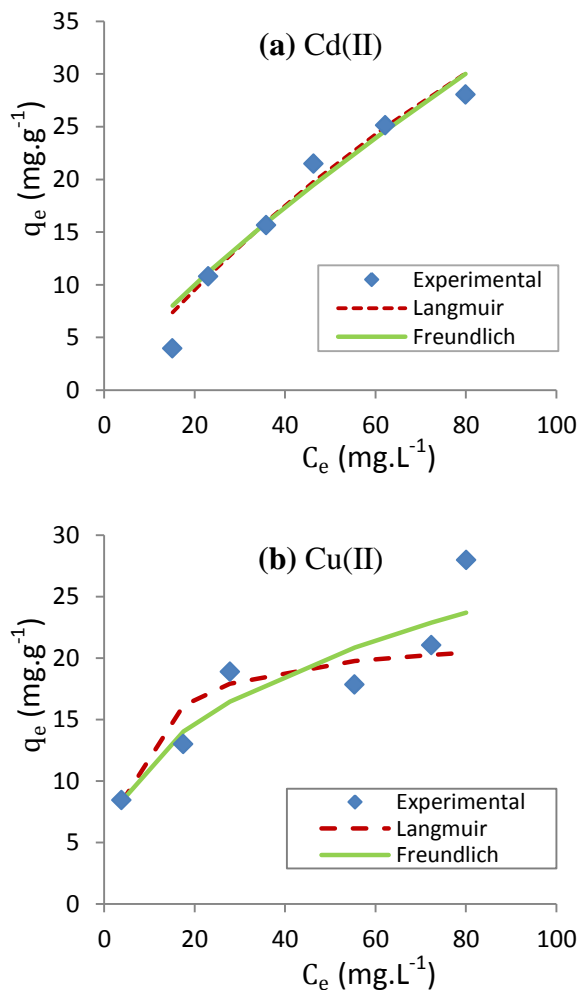 (a) Cd(II)
35
30
25
20
15
10
5
0
qₑ (mg.g⁻¹)
Experimental
Langmuir
Freundlich
0 20 40 60 80 100
Cₑ (mg.L⁻¹)
(b) Cu(II)
30
25
20
15
10
5
0
qₑ (mg.g⁻¹)
Experimental
Langmuir
Freundlich
0 20 40 60 80 100
Cₑ (mg.L⁻¹)